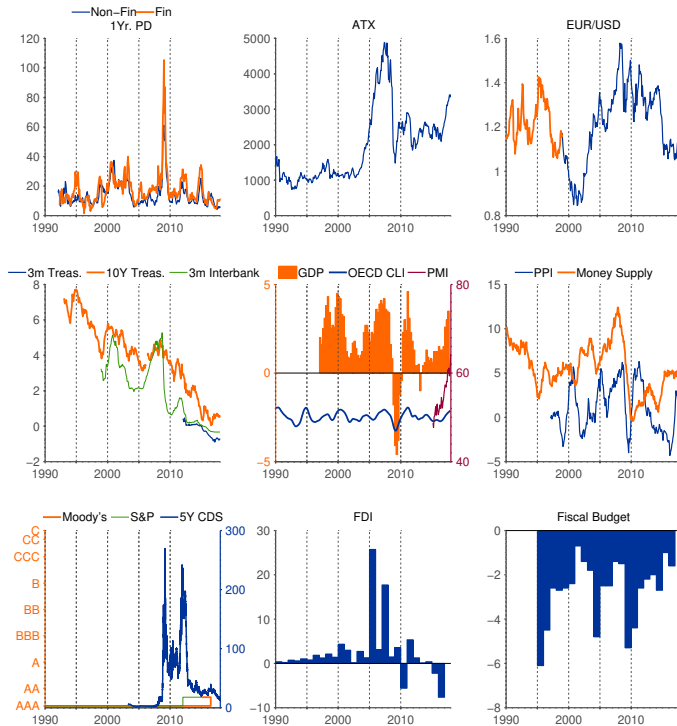 Non-Fin Fin
1Yr. PD
120
100
80
60
40
20
0
1990 2000 2010
ATX
5000
4000
3000
2000
1000
0
1990 2000 2010
EUR/USD
1.6
1.4
1.2
1
0.8
1990 2000 2010
3m Treas. 10Y Treas. 3m Interbank
8
6
4
2
0
−2
1990 2000 2010
GDP OECD CLI PMI
5
0
−5
80
60
40
1990 2000 2010
PPI Money Supply
15
10
5
0
−5
1990 2000 2010
Moody's S&P 5Y CDS
C
CC
CCC
B
BB
BBB
A
AA
AAA
300
200
100
0
1990 2000 2010
FDI
30
20
10
0
−10
1990 2000 2010
Fiscal Budget
0
−2
−4
−6
−8
1990 2000 2010